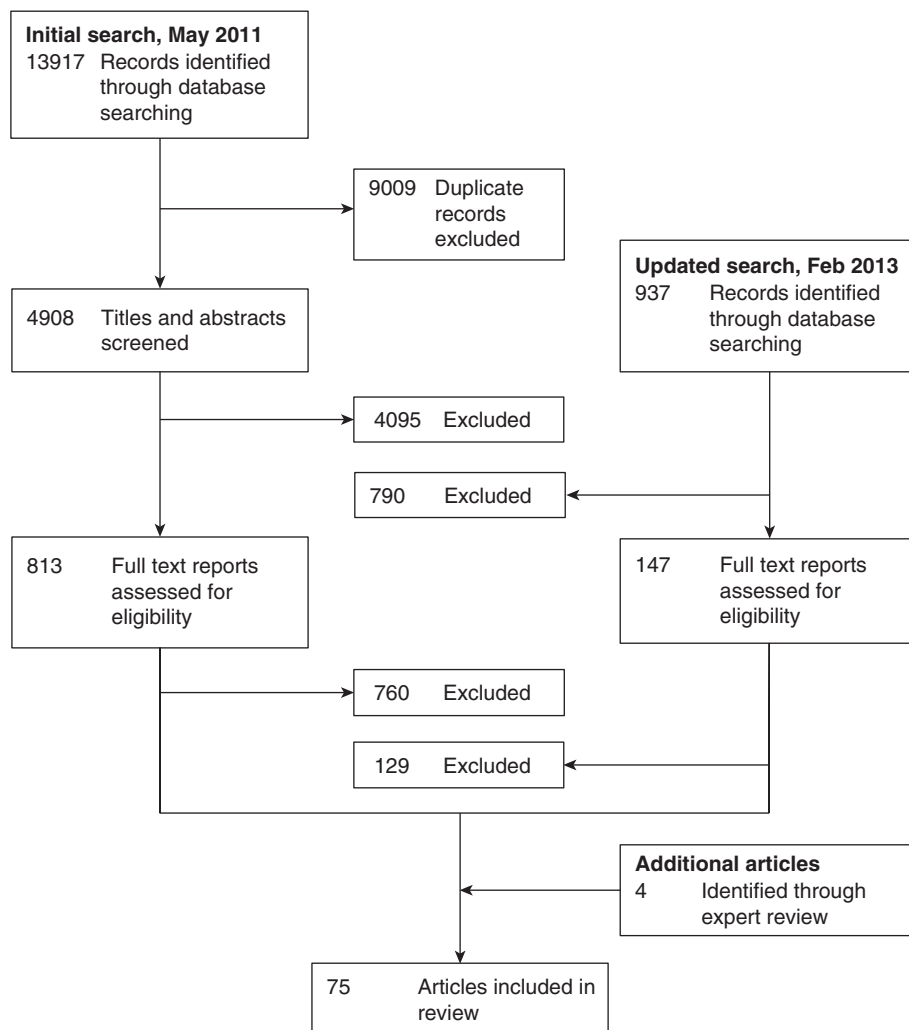 Initial search, May 2011
13917 Records identified
through database
searching
9009 Duplicate
records
excluded
Updated search, Feb 2013
937 Records identified
through database
searching
4908 Titles and abstracts
screened
4095 Excluded
790 Excluded
813 Full text reports
assessed for
eligibility
147 Full text reports
assessed for
eligibility
760 Excluded
129 Excluded
Additional articles
4 Identified through
expert review
75 Articles included in
review